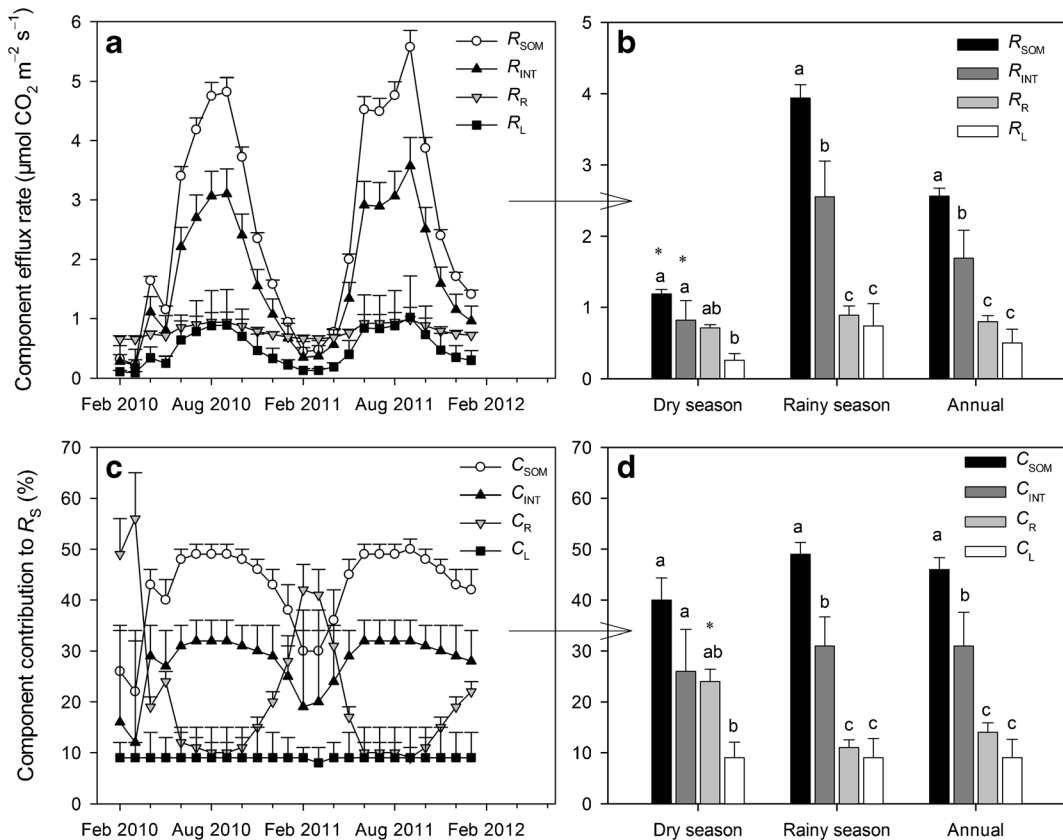 Component efflux rate (µmol CO₂ m⁻² s⁻¹)
a
6
5
4
3
2
1
0
R_SOM
R_INT
R_R
R_L
Feb 2010 Aug 2010 Feb 2011 Aug 2011 Feb 2012
b
5
4
3
2
1
0
R_SOM
R_INT
R_R
R_L
* *
a a ab b
a b c c
a b c c
Dry season Rainy season Annual
Component contribution to R_S (%)
c
70
60
50
40
30
20
10
0
C_SOM
C_INT
C_R
C_L
Feb 2010 Aug 2010 Feb 2011 Aug 2011 Feb 2012
d
70
60
50
40
30
20
10
0
C_SOM
C_INT
C_R
C_L
*
a a ab b
a b c c
a b c c
Dry season Rainy season Annual